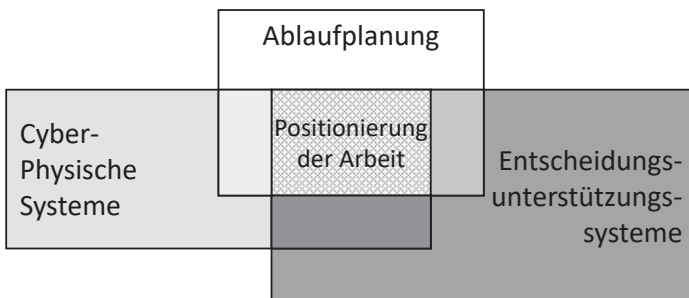 Ablaufplanung
Cyber-
Physische
Systeme
Positionierung
der Arbeit
Entscheidungs-
unterstützungs-
systeme